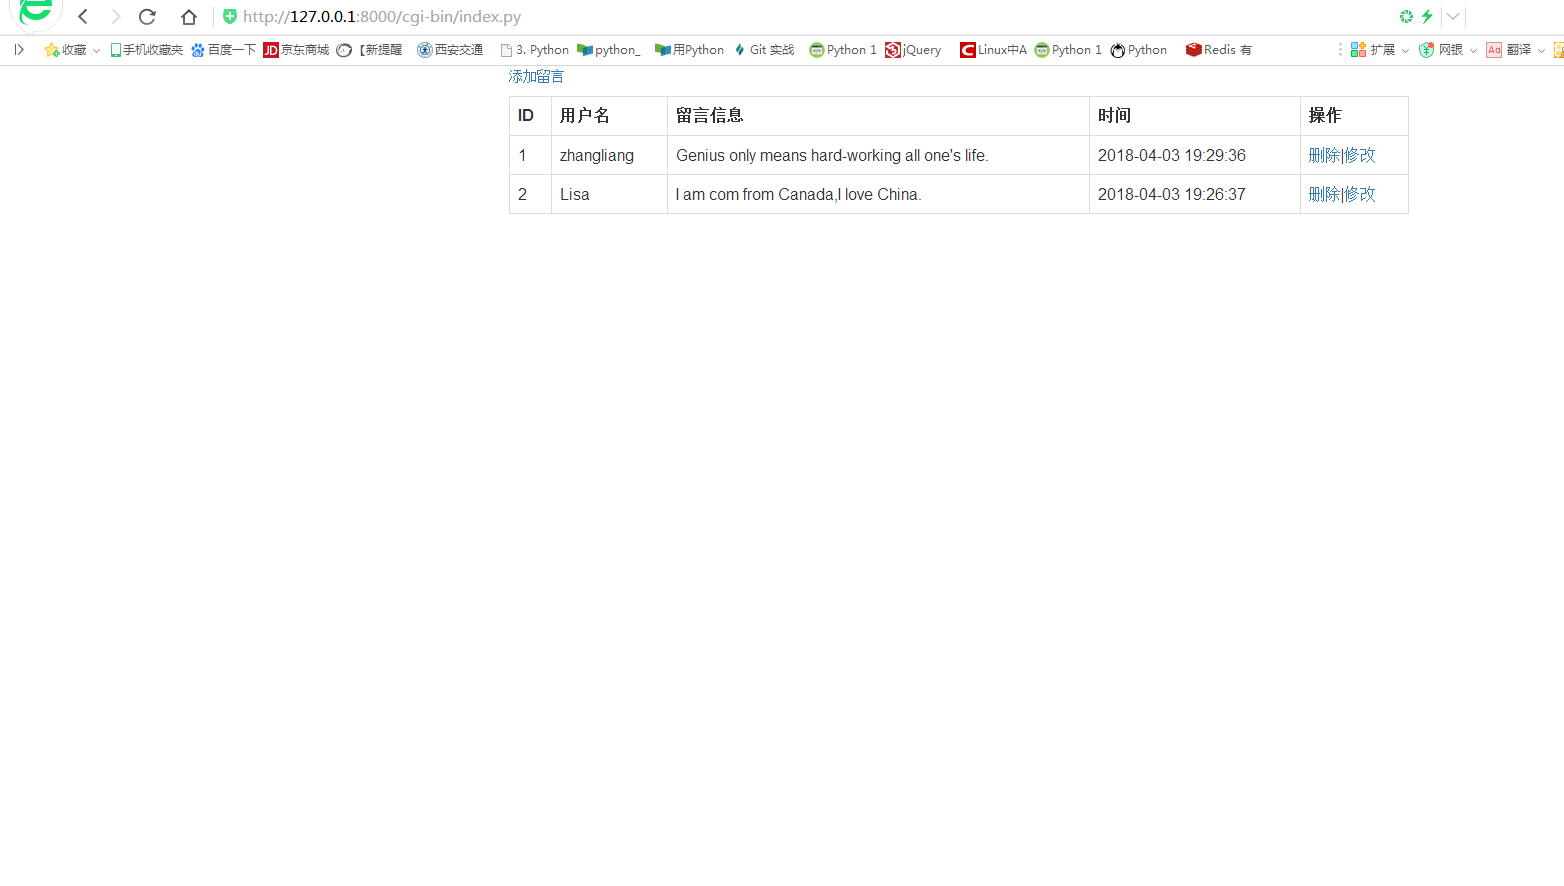 http://127.0.0.1:8000/cgi-bin/index.py
收藏 手机收藏夹 百度一下 JD 京东商城 【新提醒 西安交通 3. Python python_ 用Python Git 实战 Python 1 jQuery Linux中A Python 1 Python Redis 有 扩展 网银 Aa 翻译
添加留言
ID 用户名 留言信息 时间 操作
1 zhangliang Genius only means hard-working all one's life. 2018-04-03 19:29:36 删除|修改
2 Lisa I am com from Canada,I love China. 2018-04-03 19:26:37 删除|修改